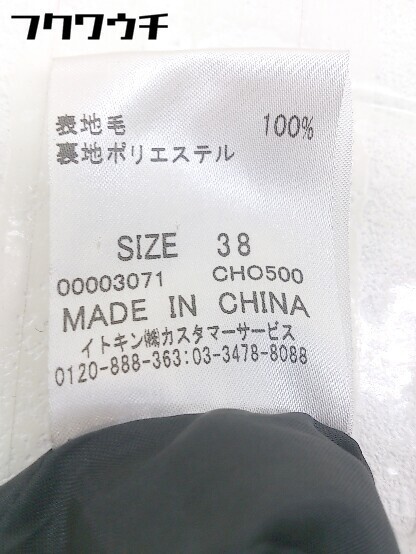 フクワウチ
表地毛 100%
裏地ポリエステル
SIZE 38
00003071 CHO500
MADE IN CHINA
イトキン㈱カスタマーサービス
0120-888-363:03-3478-8088